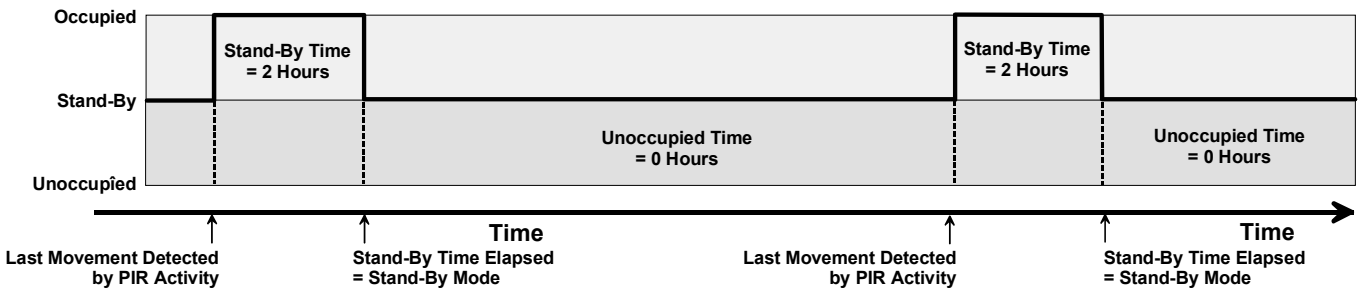 Occupied
Stand-By Time
= 2 Hours
Stand-By Time
= 2 Hours
Stand-By
Unoccupied Time
= 0 Hours
Unoccupied Time
= 0 Hours
Unoccupîed
Time
Time
Last Movement Detected
by PIR Activity
Stand-By Time Elapsed
= Stand-By Mode
Last Movement Detected
by PIR Activity
Stand-By Time Elapsed
= Stand-By Mode